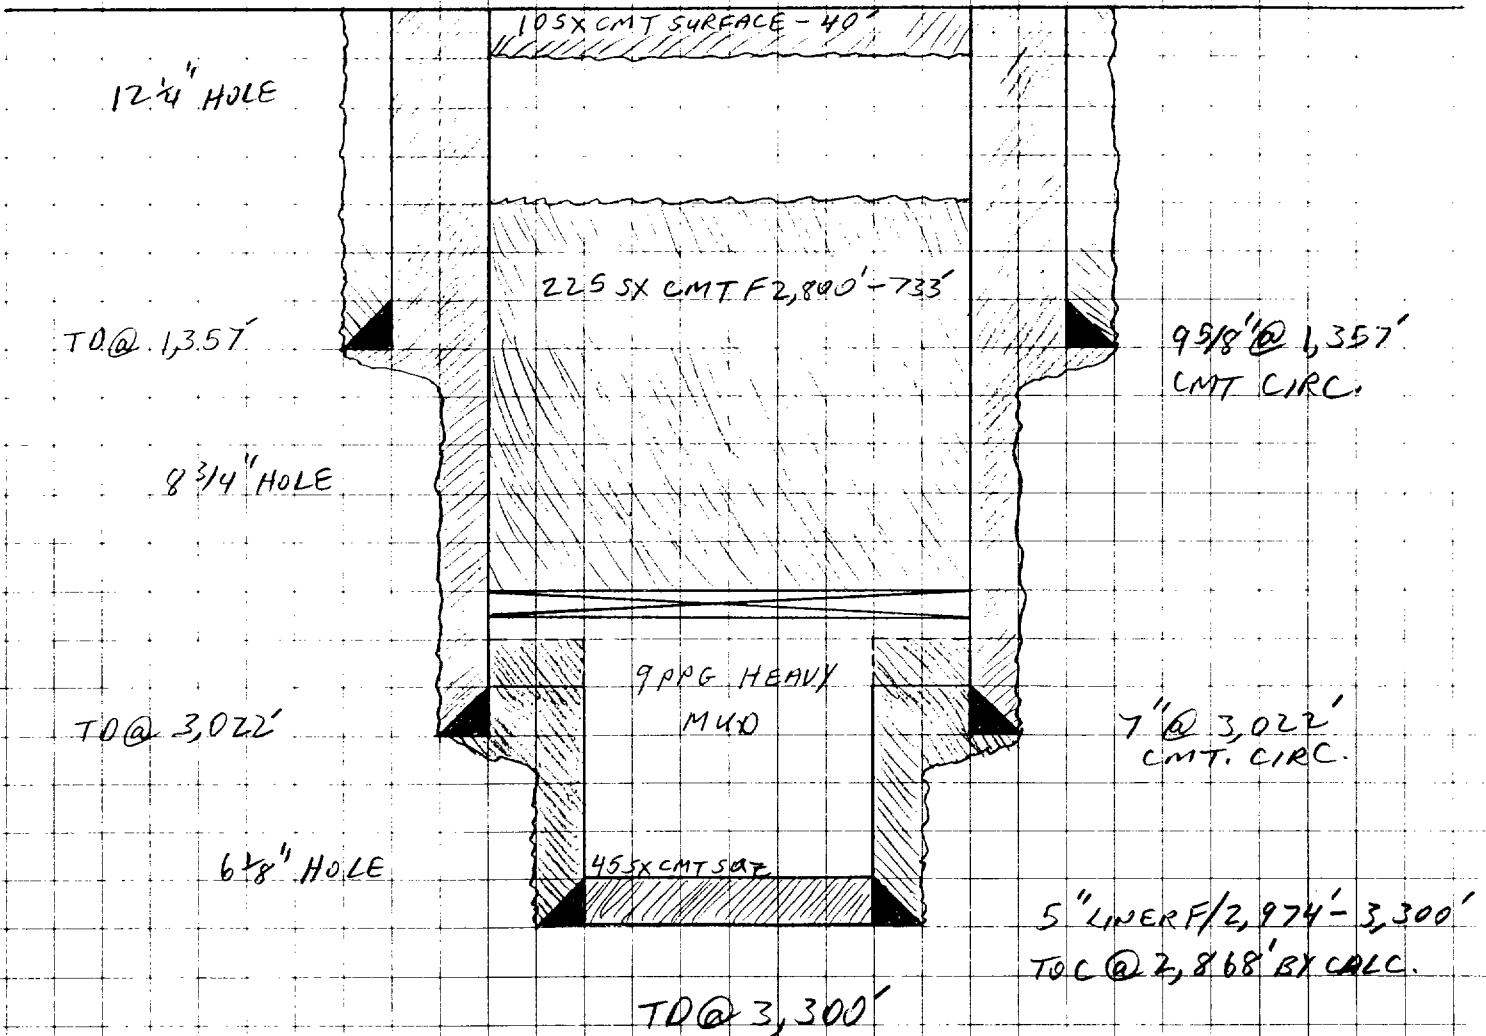 10 SX CMT SURFACE - 40'
12 1/4" HOLE
225 SX CMT F 2,800' - 733'
TD @ 1,357'
9 5/8" @ 1,357'
CMT CIRC.
8 3/4" HOLE
9 PPG HEAVY
MUD
TD @ 3,022'
7" @ 3,022'
CMT. CIRC.
6 1/8" HOLE
45 SX CMT SQZ
5" LINER F/2,974' - 3,300'
TOC @ 2,868' BY CALC.
TD @ 3,300'